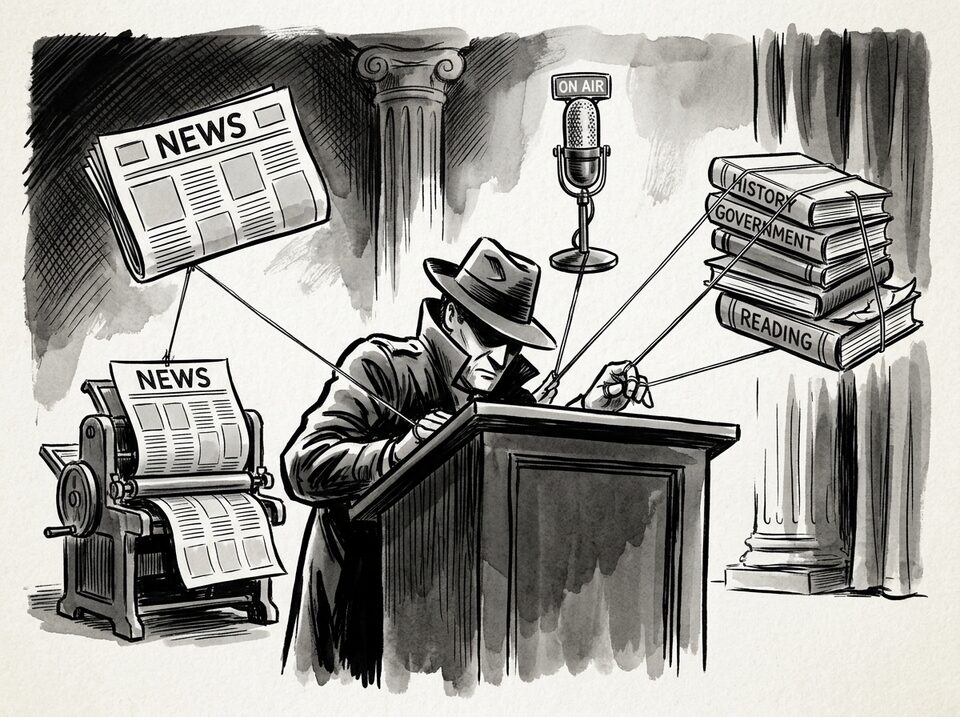 NEWS
ON AIR
HISTORY
GOVERNMENT
READING
NEWS